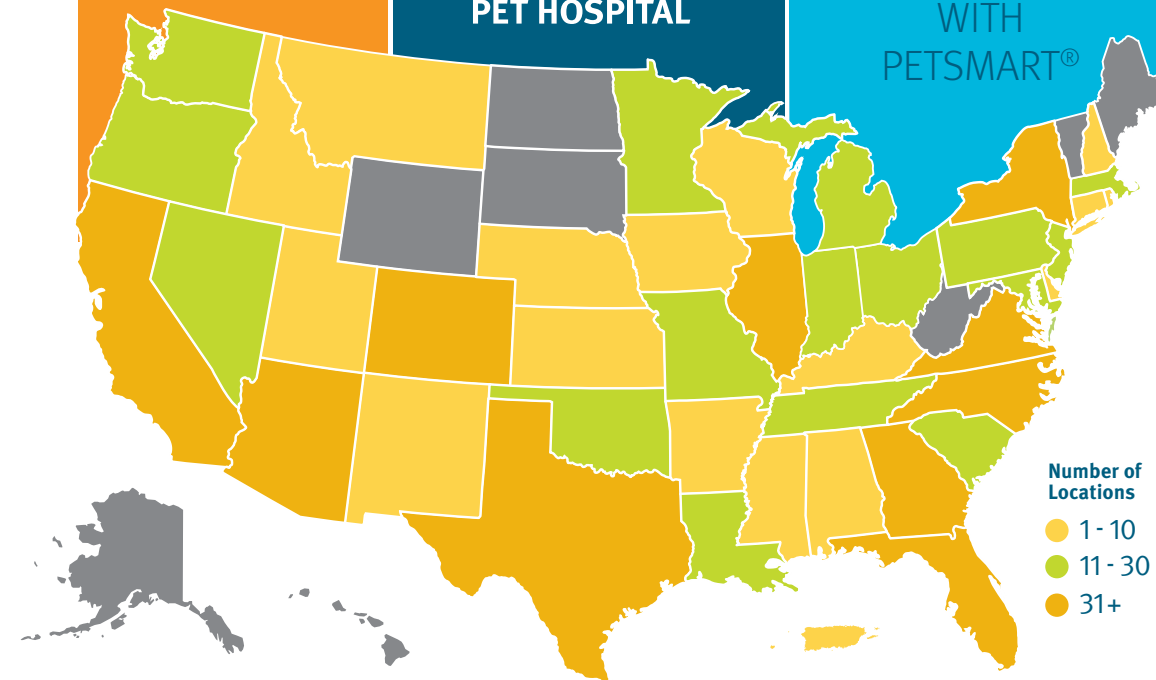 PET HOSPITAL
WITH
PETSMART®
Number of
Locations
1 - 10
11 - 30
31+